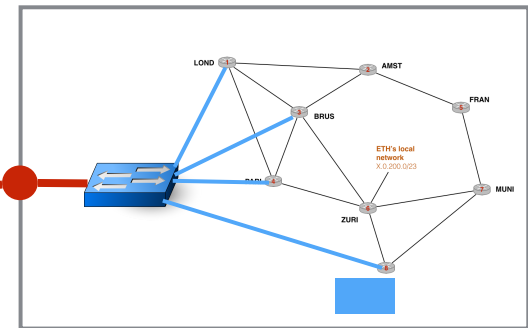 LOND
1
2
AMST
FRAN
5
3
BRUS
ETH's local
network
X.0.200.0/23
4
MUNI
7
6
ZURI
8